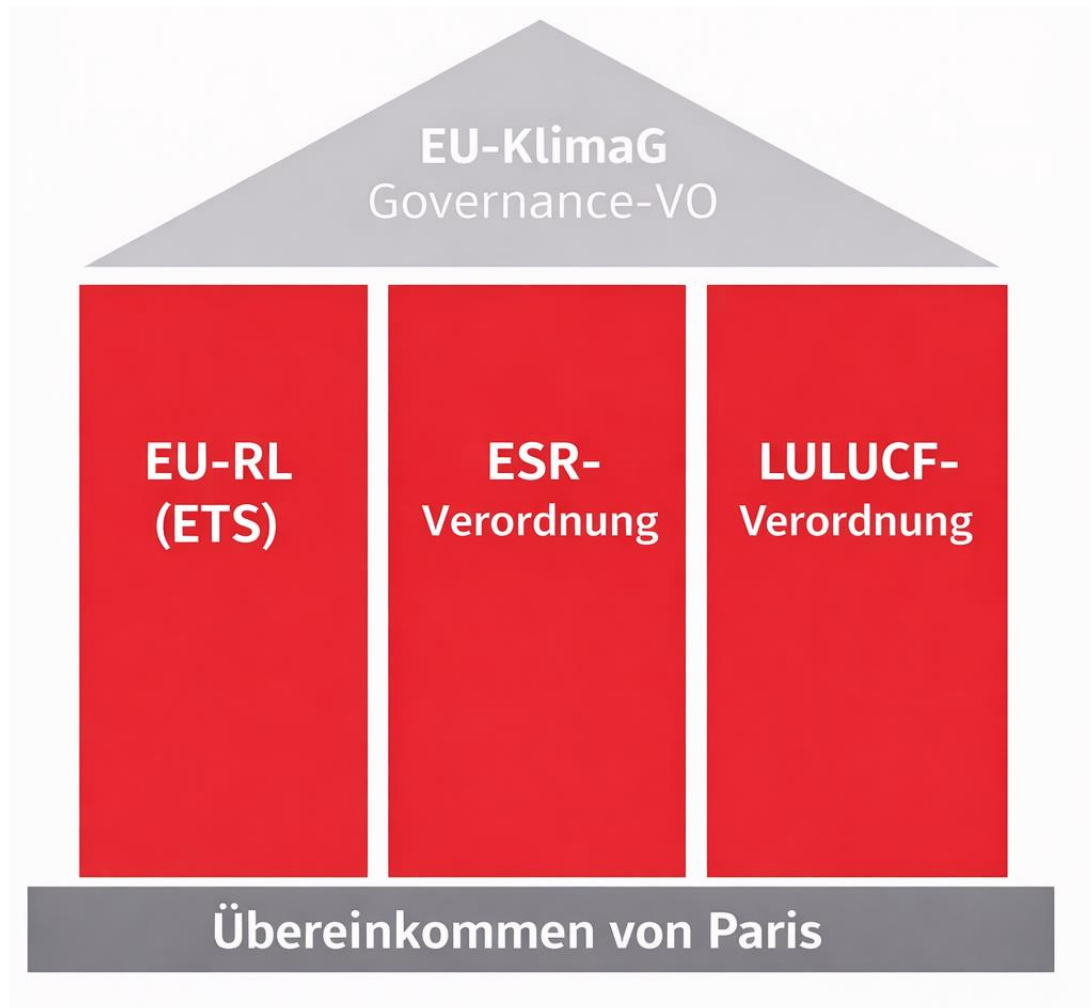 EU-KlimaG
Governance-VO
EU-RL
(ETS)
ESR-
Verordnung
LULUCF-
Verordnung
Übereinkommen von Paris